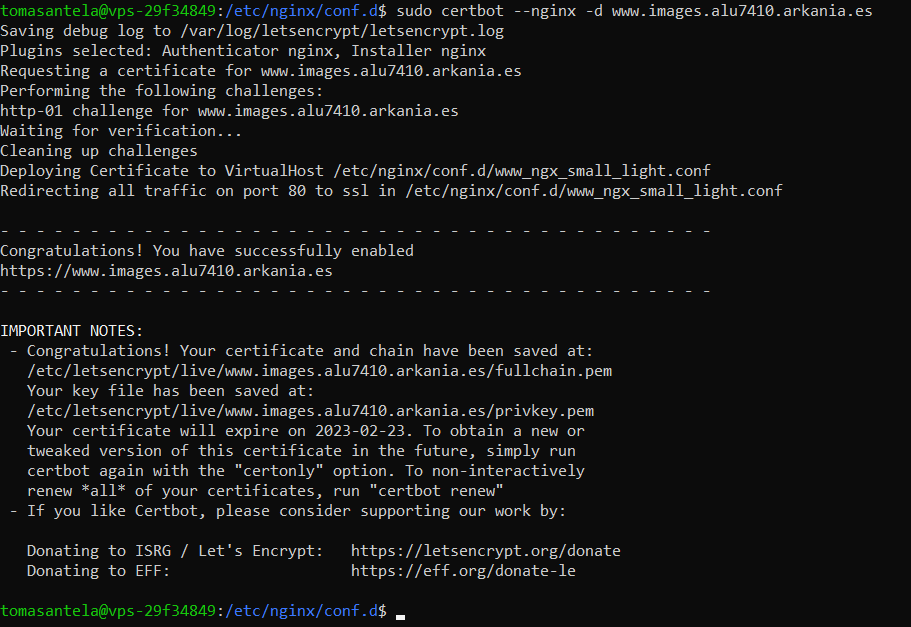 tomasantela@vps-29f34849:/etc/nginx/conf.d$ sudo certbot --nginx -d www.images.alu7410.arkania.es
Saving debug log to /var/log/letsencrypt/letsencrypt.log
Plugins selected: Authenticator nginx, Installer nginx
Requesting a certificate for www.images.alu7410.arkania.es
Performing the following challenges:
http-01 challenge for www.images.alu7410.arkania.es
Waiting for verification...
Cleaning up challenges
Deploying Certificate to VirtualHost /etc/nginx/conf.d/www_ngx_small_light.conf
Redirecting all traffic on port 80 to ssl in /etc/nginx/conf.d/www_ngx_small_light.conf

- - - - - - - - - - - - - - - - - - - - - - - - - - - - - - - - - - - - - - - -
Congratulations! You have successfully enabled
https://www.images.alu7410.arkania.es
- - - - - - - - - - - - - - - - - - - - - - - - - - - - - - - - - - - - - - - -

IMPORTANT NOTES:
 - Congratulations! Your certificate and chain have been saved at:
   /etc/letsencrypt/live/www.images.alu7410.arkania.es/fullchain.pem
   Your key file has been saved at:
   /etc/letsencrypt/live/www.images.alu7410.arkania.es/privkey.pem
   Your certificate will expire on 2023-02-23. To obtain a new or
   tweaked version of this certificate in the future, simply run
   certbot again with the "certonly" option. To non-interactively
   renew *all* of your certificates, run "certbot renew"
 - If you like Certbot, please consider supporting our work by:

   Donating to ISRG / Let's Encrypt:   https://letsencrypt.org/donate
   Donating to EFF:                    https://eff.org/donate-le

tomasantela@vps-29f34849:/etc/nginx/conf.d$